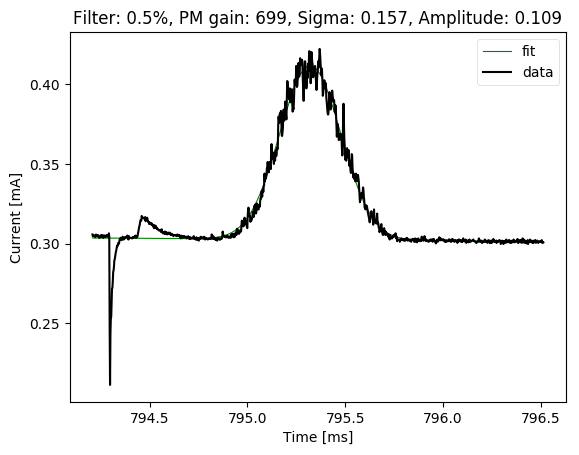 Filter: 0.5%, PM gain: 699, Sigma: 0.157, Amplitude: 0.109
fit
data
0.40
0.35
0.30
0.25
Current [mA]
794.5 795.0 795.5 796.0 796.5
Time [ms]